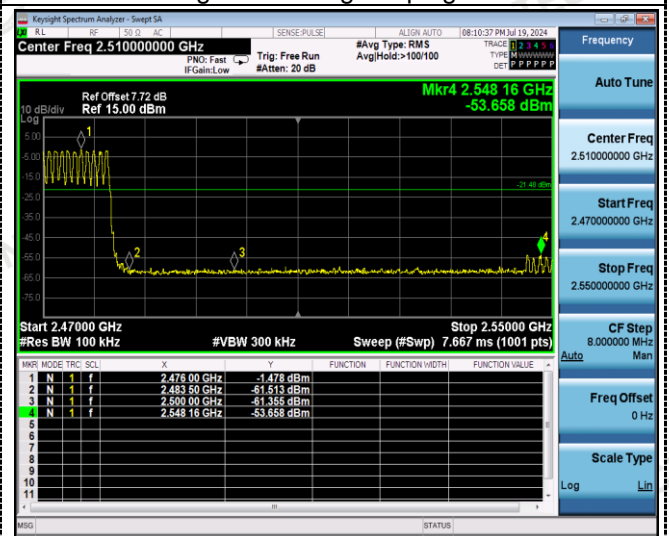 Keysight Spectrum Analyzer - Swept SA
RL RF 50 Ω AC SENSE:PULSE ALIGN AUTO 08:10:37 PM Jul 19, 2024
Center Freq 2.510000000 GHz
PNO: Fast
IFGain:Low
Trig: Free Run
#Atten: 20 dB
#Avg Type: RMS
Avg|Hold:>100/100
TRACE 1 2 3 4 5 6
TYPE M W W W W W
DET P P P P P P
Ref Offset 7.72 dB
10 dB/div Ref 15.00 dBm
Log
Mkr4 2.548 16 GHz
-53.658 dBm
5.00
-5.00
-15.0
-25.0
-35.0
-45.0
-55.0
-65.0
-75.0
1
2
3
4
-21.48 dBm
Start 2.47000 GHz Stop 2.55000 GHz
#Res BW 100 kHz #VBW 300 kHz Sweep (#Swp) 7.667 ms (1001 pts)
MKR MODE TRC SCL X Y FUNCTION FUNCTION WIDTH FUNCTION VALUE
1 N 1 f 2.476 00 GHz -1.478 dBm
2 N 1 f 2.483 50 GHz -61.513 dBm
3 N 1 f 2.500 00 GHz -61.355 dBm
4 N 1 f 2.548 16 GHz -53.658 dBm
5
6
7
8
9
10
11
MSG STATUS
Frequency
Auto Tune
Center Freq
2.510000000 GHz
Start Freq
2.470000000 GHz
Stop Freq
2.550000000 GHz
CF Step
8.000000 MHz
Auto Man
Freq Offset
0 Hz
Scale Type
Log Lin